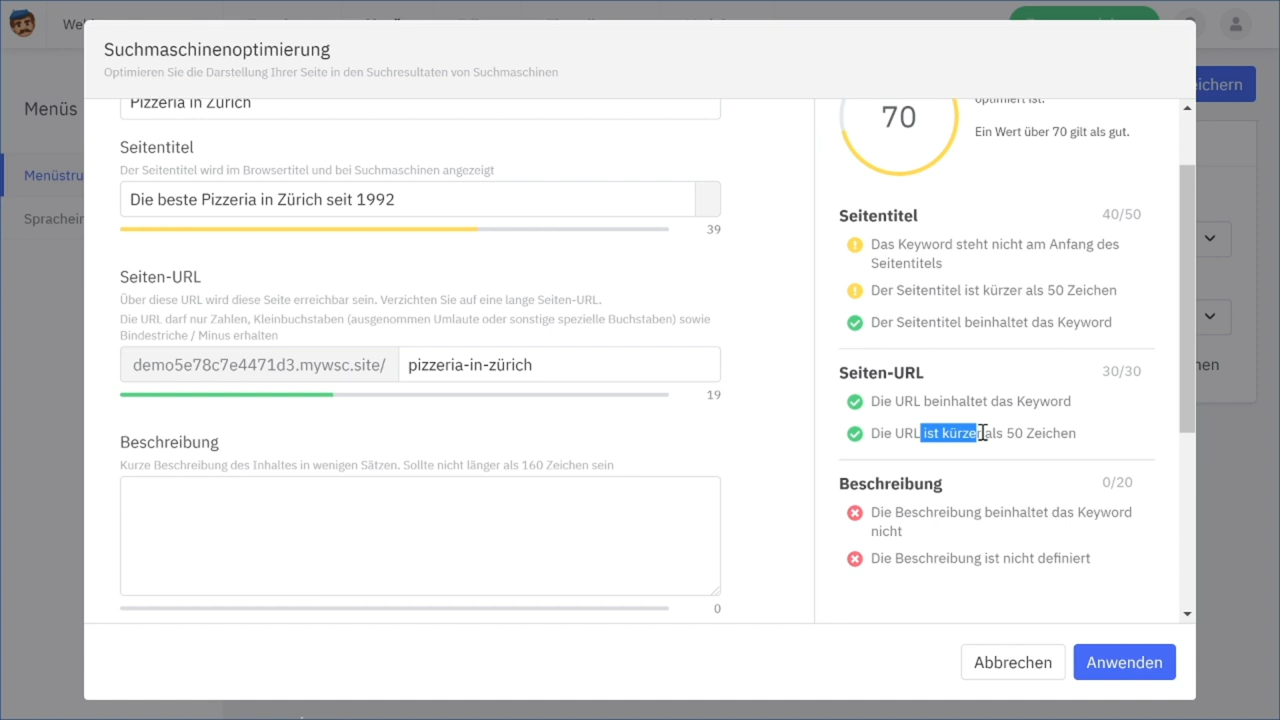 Suchmaschinenoptimierung
Optimieren Sie die Darstellung Ihrer Seite in den Suchresultaten von Suchmaschinen
Menüs
Pizzeria in Zürich
Seitentitel
Der Seitentitel wird im Browsertitel und bei Suchmaschinen angezeigt
Die beste Pizzeria in Zürich seit 1992
39
Seiten-URL
Über diese URL wird diese Seite erreichbar sein. Verzichten Sie auf eine lange Seiten-URL.
Die URL darf nur Zahlen, Kleinbuchstaben (ausgenommen Umlaute oder sonstige spezielle Buchstaben) sowie
Bindestriche / Minus erhalten
demo5e78c7e4471d3.mywsc.site/ pizzeria-in-zürich
19
Beschreibung
Kurze Beschreibung des Inhaltes in wenigen Sätzen. Sollte nicht länger als 160 Zeichen sein
0
70
optimiert ist.
Ein Wert über 70 gilt als gut.
Seitentitel 40/50
Das Keyword steht nicht am Anfang des
Seitentitels
Der Seitentitel ist kürzer als 50 Zeichen
Der Seitentitel beinhaltet das Keyword
Seiten-URL 30/30
Die URL beinhaltet das Keyword
Die URL ist kürzer als 50 Zeichen
Beschreibung 0/20
Die Beschreibung beinhaltet das Keyword
nicht
Die Beschreibung ist nicht definiert
Abbrechen Anwenden